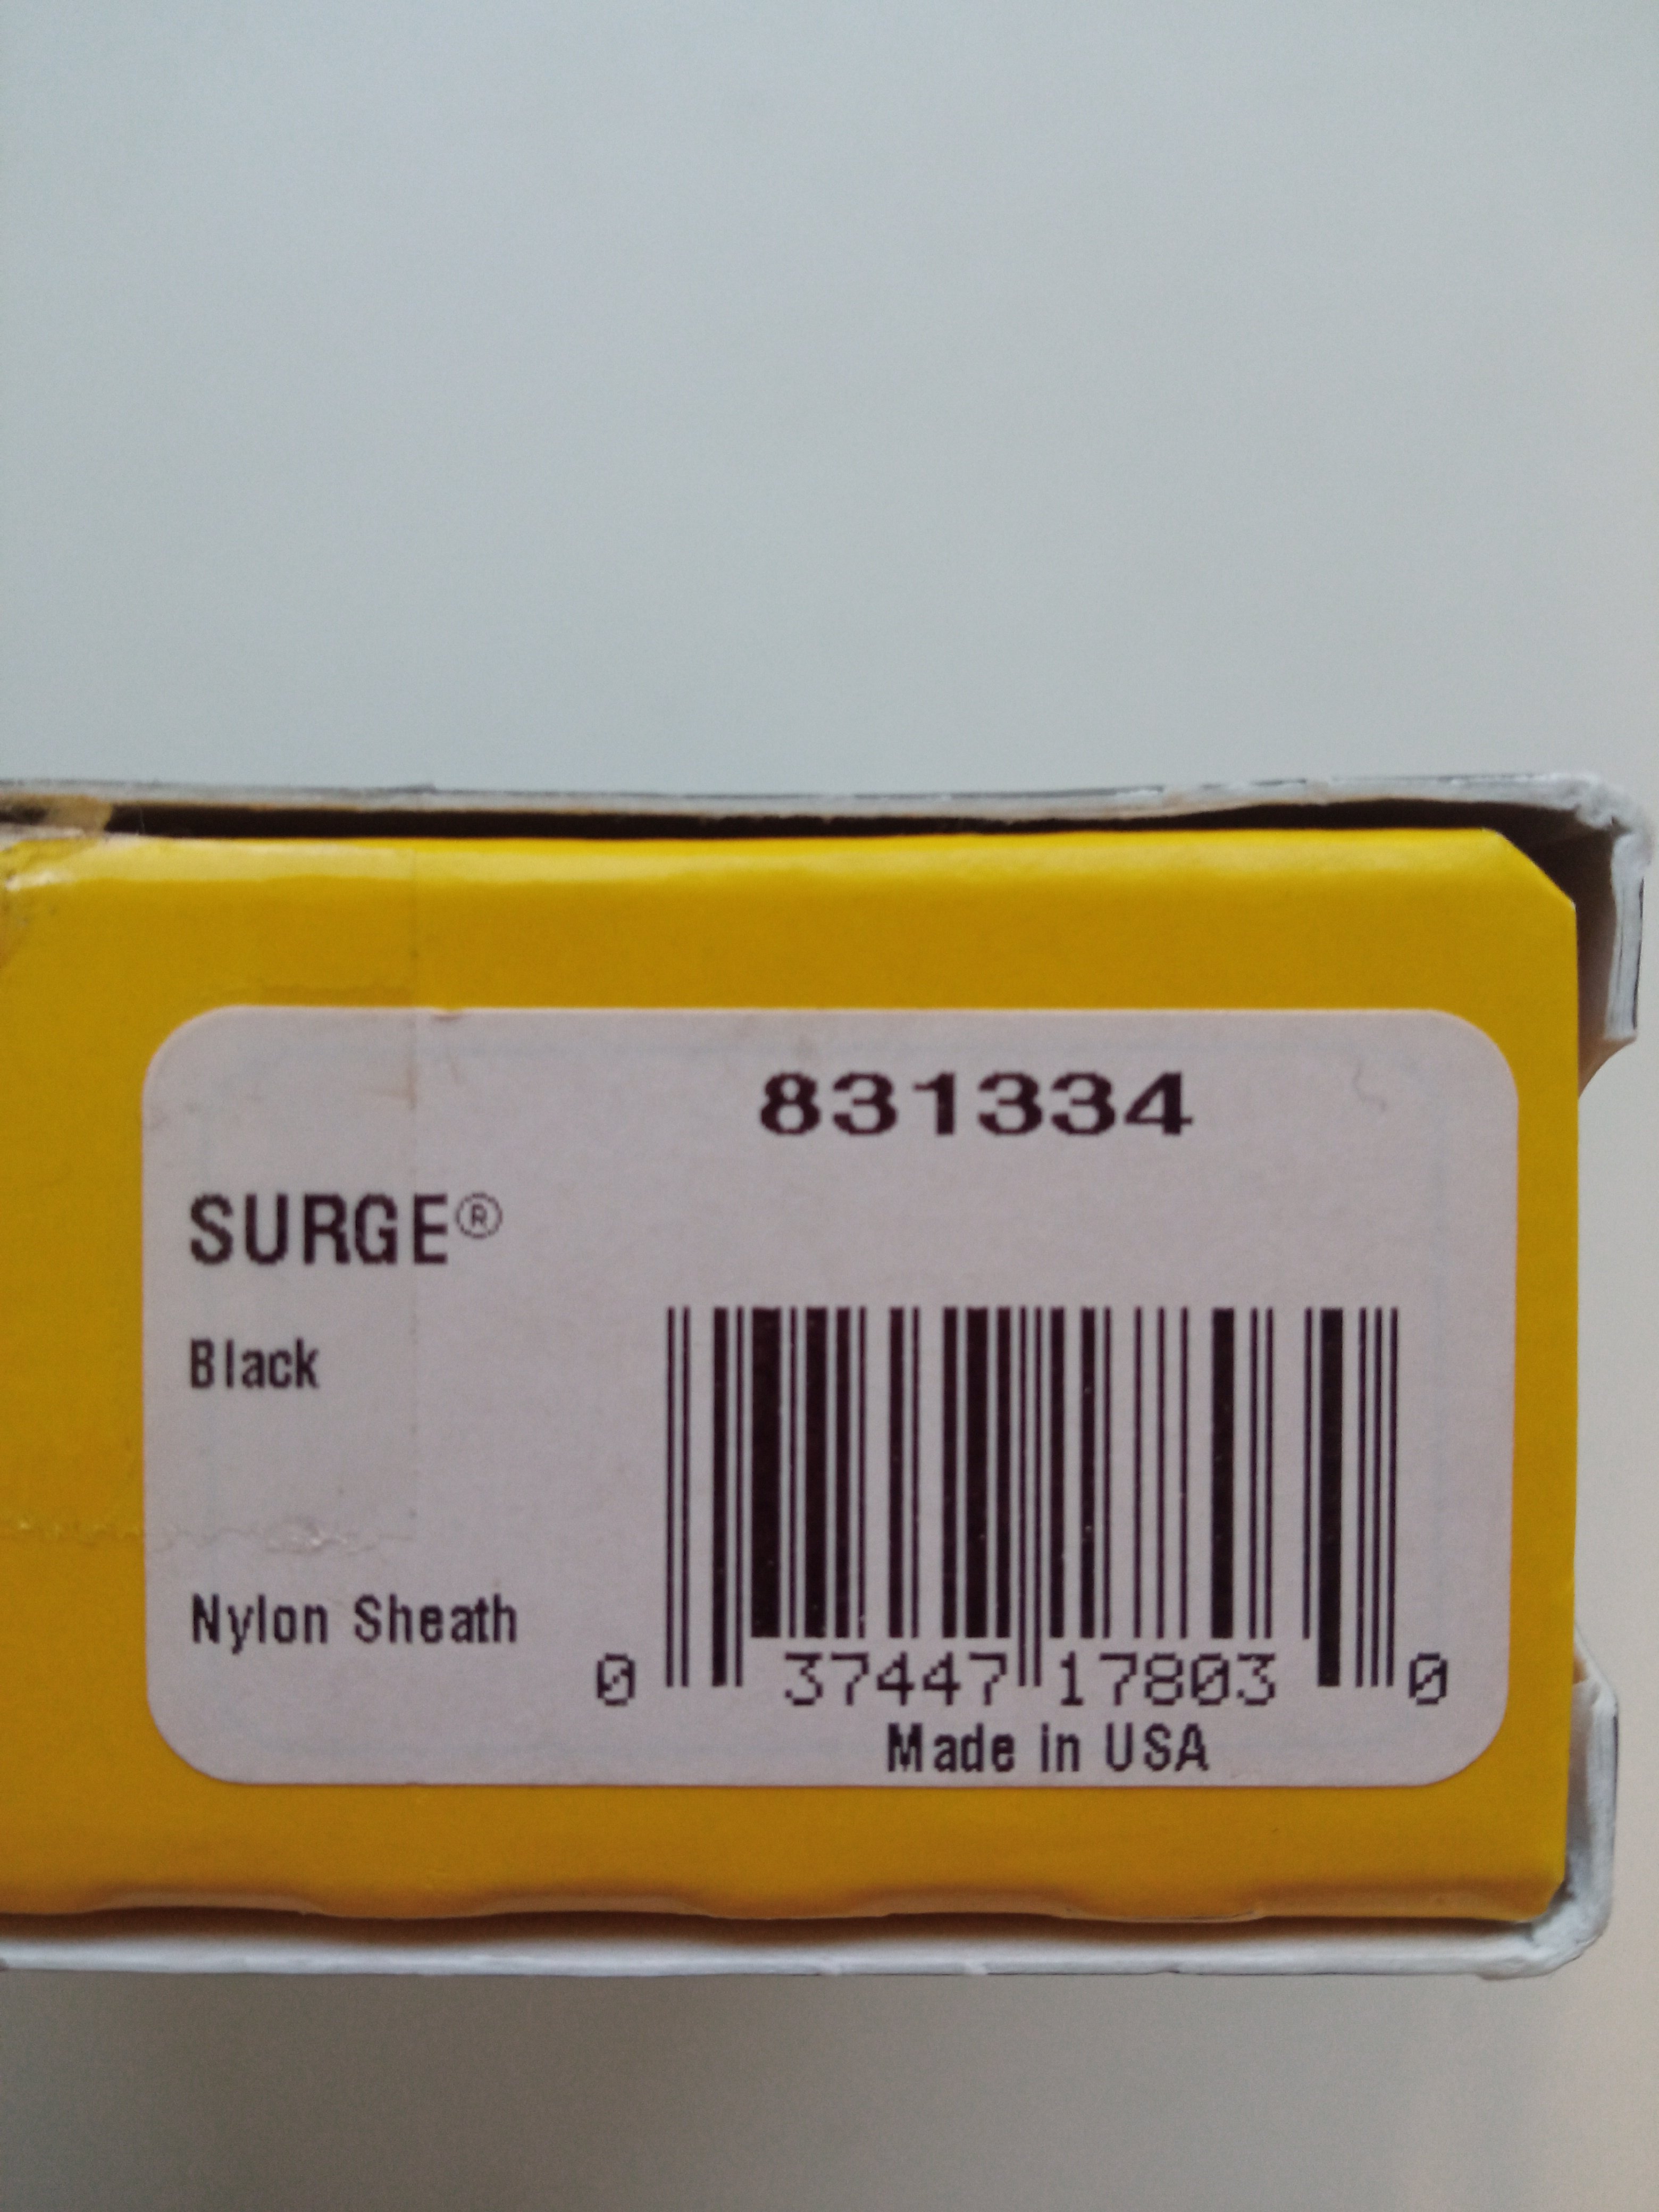 831334
SURGE®
Black
Nylon Sheath
0 37447 17803 0
Made in USA